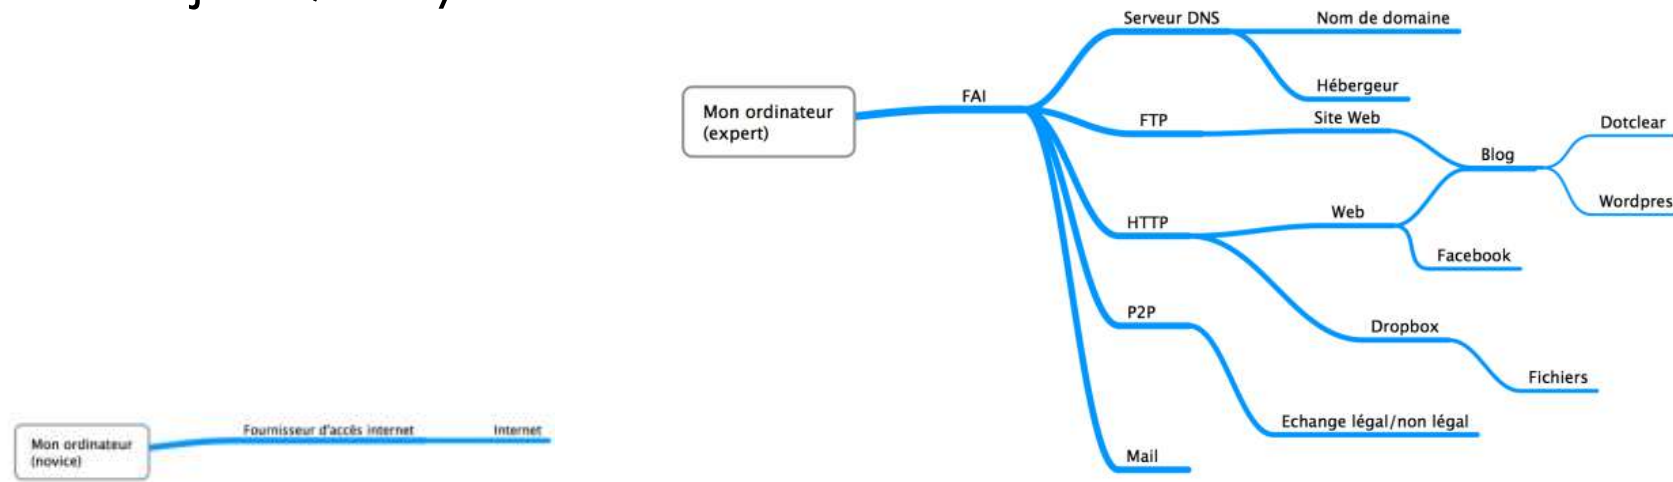 Serveur DNS
Nom de domaine
Hébergeur
Mon ordinateur
(expert)
FAI
FTP
Site Web
Dotclear
Blog
Wordpres
HTTP
Web
Facebook
P2P
Dropbox
Fichiers
Echange légal/non légal
Mail
Mon ordinateur
(novice)
Fournisseur d'accès internet
Internet